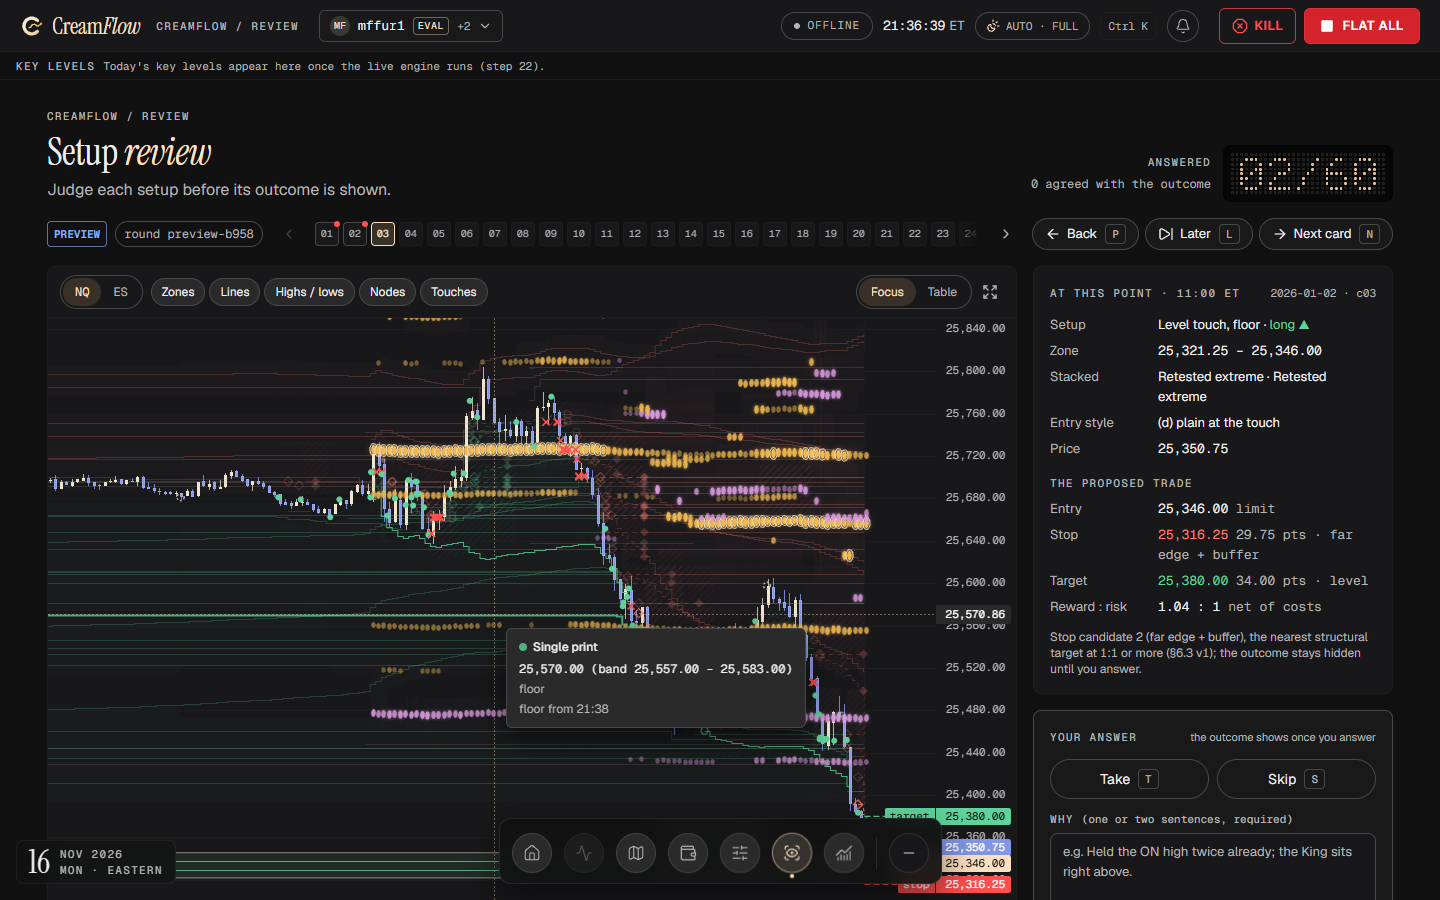 CreamFlow
CREAMFLOW / REVIEW
MF mffur1 EVAL +2
OFFLINE
21:36:39 ET
AUTO · FULL
Ctrl K
KILL
FLAT ALL
KEY LEVELS Today's key levels appear here once the live engine runs (step 22).
CREAMFLOW / REVIEW
Setup review
Judge each setup before its outcome is shown.
ANSWERED
0 agreed with the outcome
02/60
PREVIEW
round preview-b958
01 02 03 04 05 06 07 08 09 10 11 12 13 14 15 16 17 18 19 20 21 22 23 24
Back P
Later L
Next card N
NQ ES
Zones
Lines
Highs / lows
Nodes
Touches
Focus
Table
25,840.00
25,800.00
25,760.00
25,720.00
25,680.00
25,640.00
25,600.00
25,570.86
25,560.00
25,520.00
25,480.00
25,440.00
25,400.00
target 25,380.00
25,360.00
25,350.75
25,346.00
stop 25,316.25
Single print
25,570.00 (band 25,557.00 – 25,583.00)
floor
floor from 21:38
16 NOV 2026
MON · EASTERN
AT THIS POINT · 11:00 ET
2026-01-02 · c03
Setup Level touch, floor · long ▲
Zone 25,321.25 – 25,346.00
Stacked Retested extreme · Retested
extreme
Entry style (d) plain at the touch
Price 25,350.75
THE PROPOSED TRADE
Entry 25,346.00 limit
Stop 25,316.25 29.75 pts · far
edge + buffer
Target 25,380.00 34.00 pts · level
Reward : risk 1.04 : 1 net of costs
Stop candidate 2 (far edge + buffer), the nearest structural
target at 1:1 or more (§6.3 v1); the outcome stays hidden
until you answer.
YOUR ANSWER
the outcome shows once you answer
Take T
Skip S
WHY (one or two sentences, required)
e.g. Held the ON high twice already; the King sits
right above.